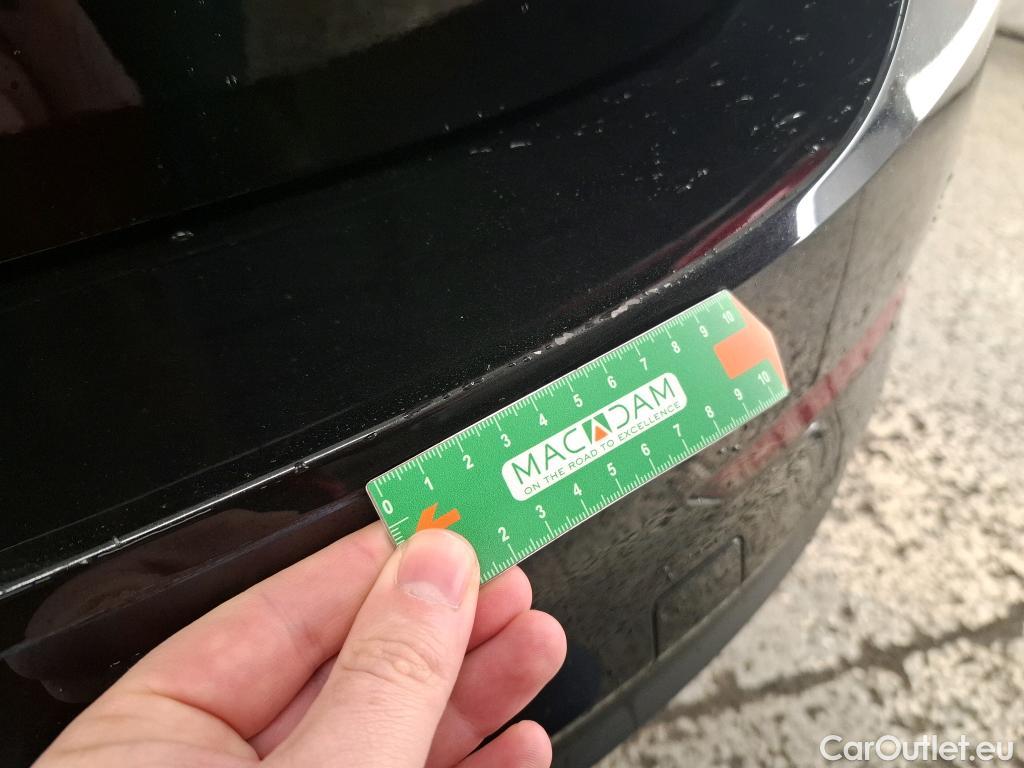 0 1 2 3 4 5 6 7 8 9 10
MACADAM
ON THE ROAD TO EXCELLENCE
2 3 4 5 6 7 8 9 10
CarOutlet.eu